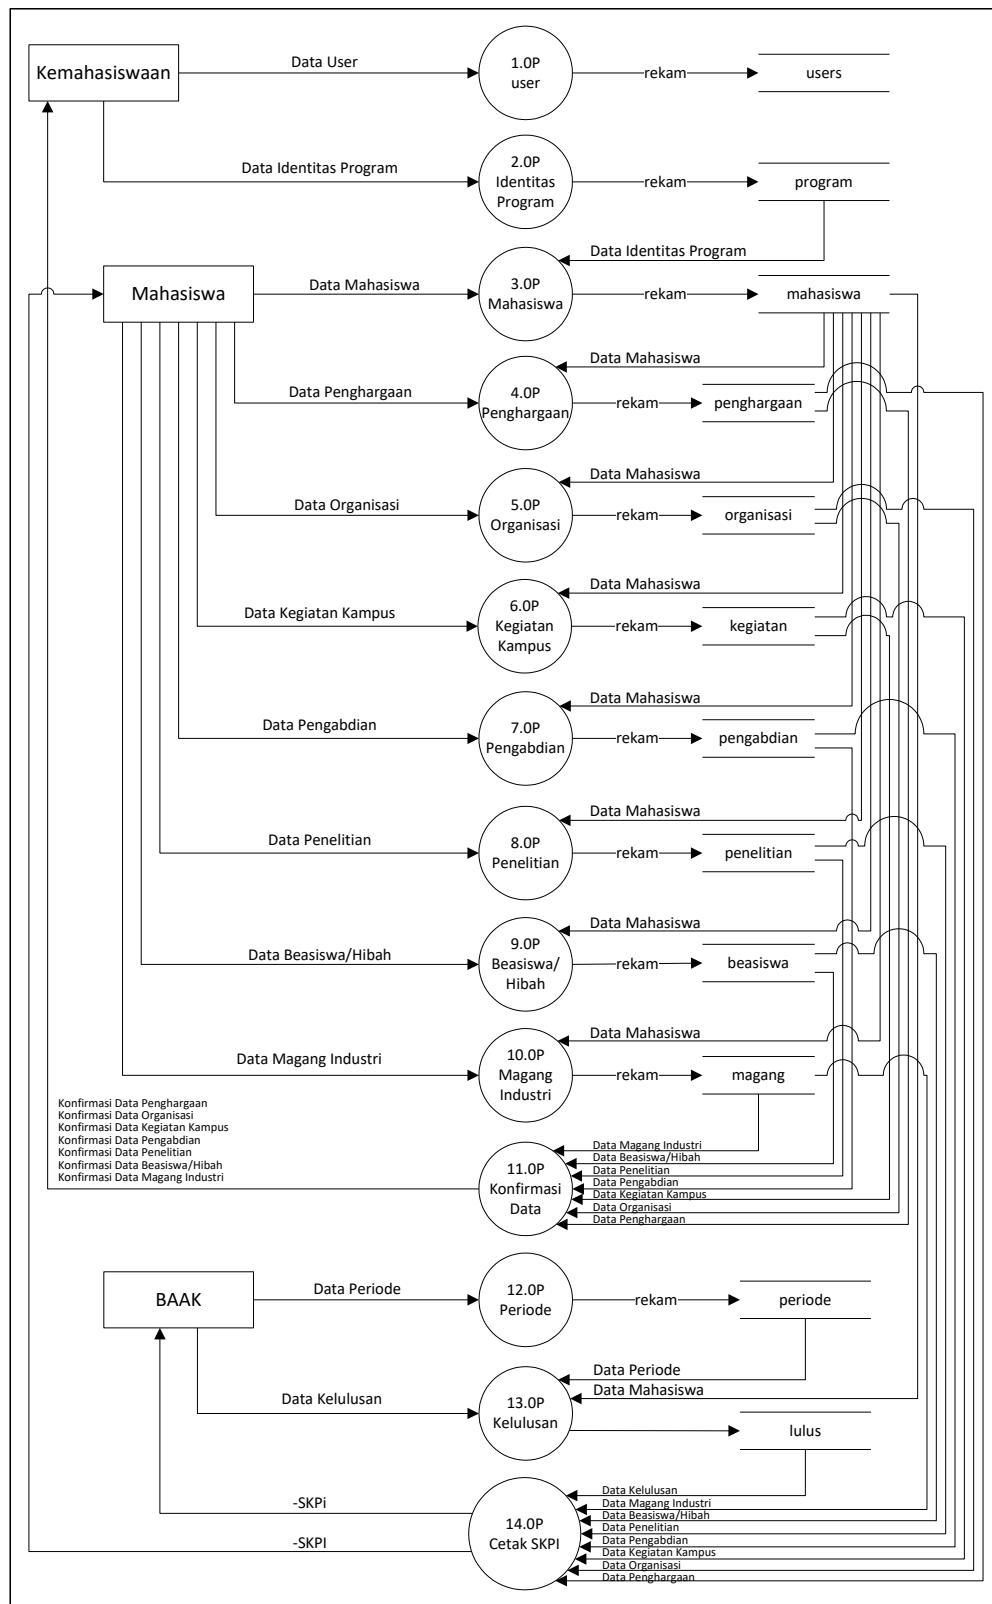 Kemahasiswaan
Data User
1.0P
user
rekam
users
Data Identitas Program
2.0P
Identitas
Program
rekam
program
Data Identitas Program
Mahasiswa
Data Mahasiswa
3.0P
Mahasiswa
rekam
mahasiswa
Data Mahasiswa
Data Penghargaan
4.0P
Penghargaan
rekam
penghargaan
Data Mahasiswa
Data Organisasi
5.0P
Organisasi
rekam
organisasi
Data Mahasiswa
Data Kegiatan Kampus
6.0P
Kegiatan
Kampus
rekam
kegiatan
Data Mahasiswa
Data Pengabdian
7.0P
Pengabdian
rekam
pengabdian
Data Mahasiswa
Data Penelitian
8.0P
Penelitian
rekam
penelitian
Data Mahasiswa
Data Beasiswa/Hibah
9.0P
Beasiswa/
Hibah
rekam
beasiswa
Data Mahasiswa
Data Magang Industri
10.0P
Magang
Industri
rekam
magang
Konfirmasi Data Penghargaan
Konfirmasi Data Organisasi
Konfirmasi Data Kegiatan Kampus
Konfirmasi Data Pengabdian
Konfirmasi Data Penelitian
Konfirmasi Data Beasiswa/Hibah
Konfirmasi Data Magang Industri
11.0P
Konfirmasi
Data
Data Magang Industri
Data Beasiswa/Hibah
Data Penelitian
Data Pengabdian
Data Kegiatan Kampus
Data Organisasi
Data Penghargaan
BAAK
Data Periode
12.0P
Periode
rekam
periode
Data Periode
Data Mahasiswa
Data Kelulusan
13.0P
Kelulusan
lulus
-SKPi
-SKPI
14.0P
Cetak SKPI
Data Kelulusan
Data Magang Industri
Data Beasiswa/Hibah
Data Penelitian
Data Pengabdian
Data Kegiatan Kampus
Data Organisasi
Data Penghargaan